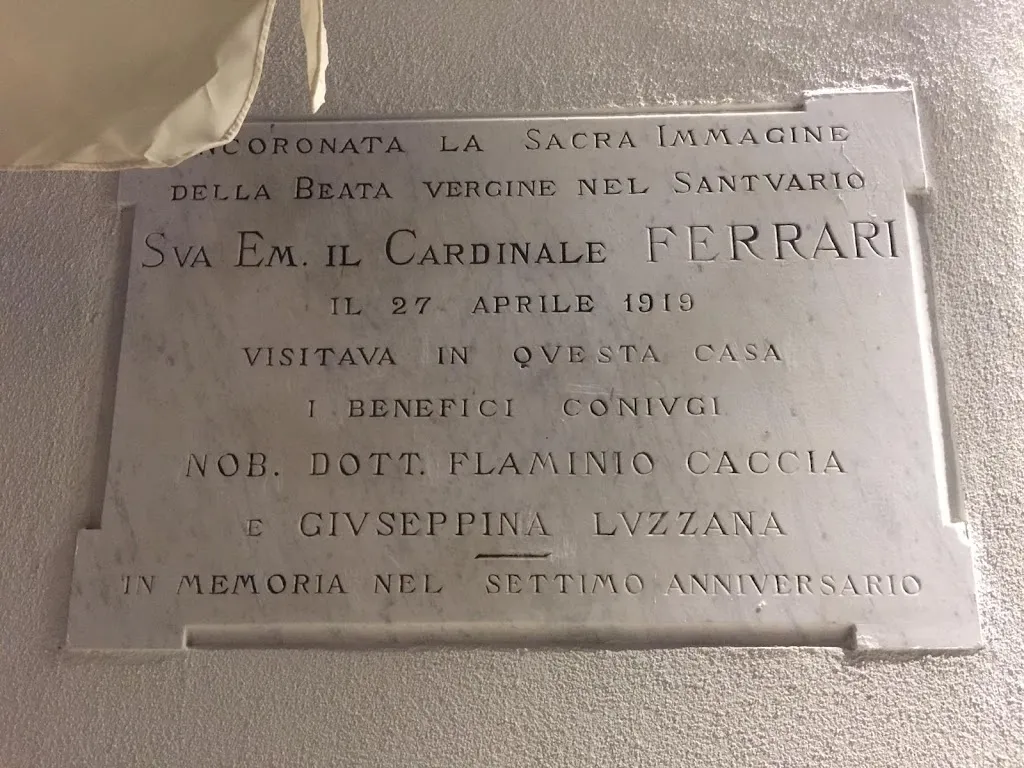 INCORONATA LA SACRA IMMAGINE
DELLA BEATA VERGINE NEL SANTVARIO
SVA EM. IL CARDINALE FERRARI
IL 27 APRILE 1919
VISITAVA IN QVESTA CASA
I BENEFICI CONIVGI
NOB. DOTT. FLAMINIO CACCIA
E GIVSEPPINA LVZZANA
IN MEMORIA NEL SETTIMO ANNIVERSARIO